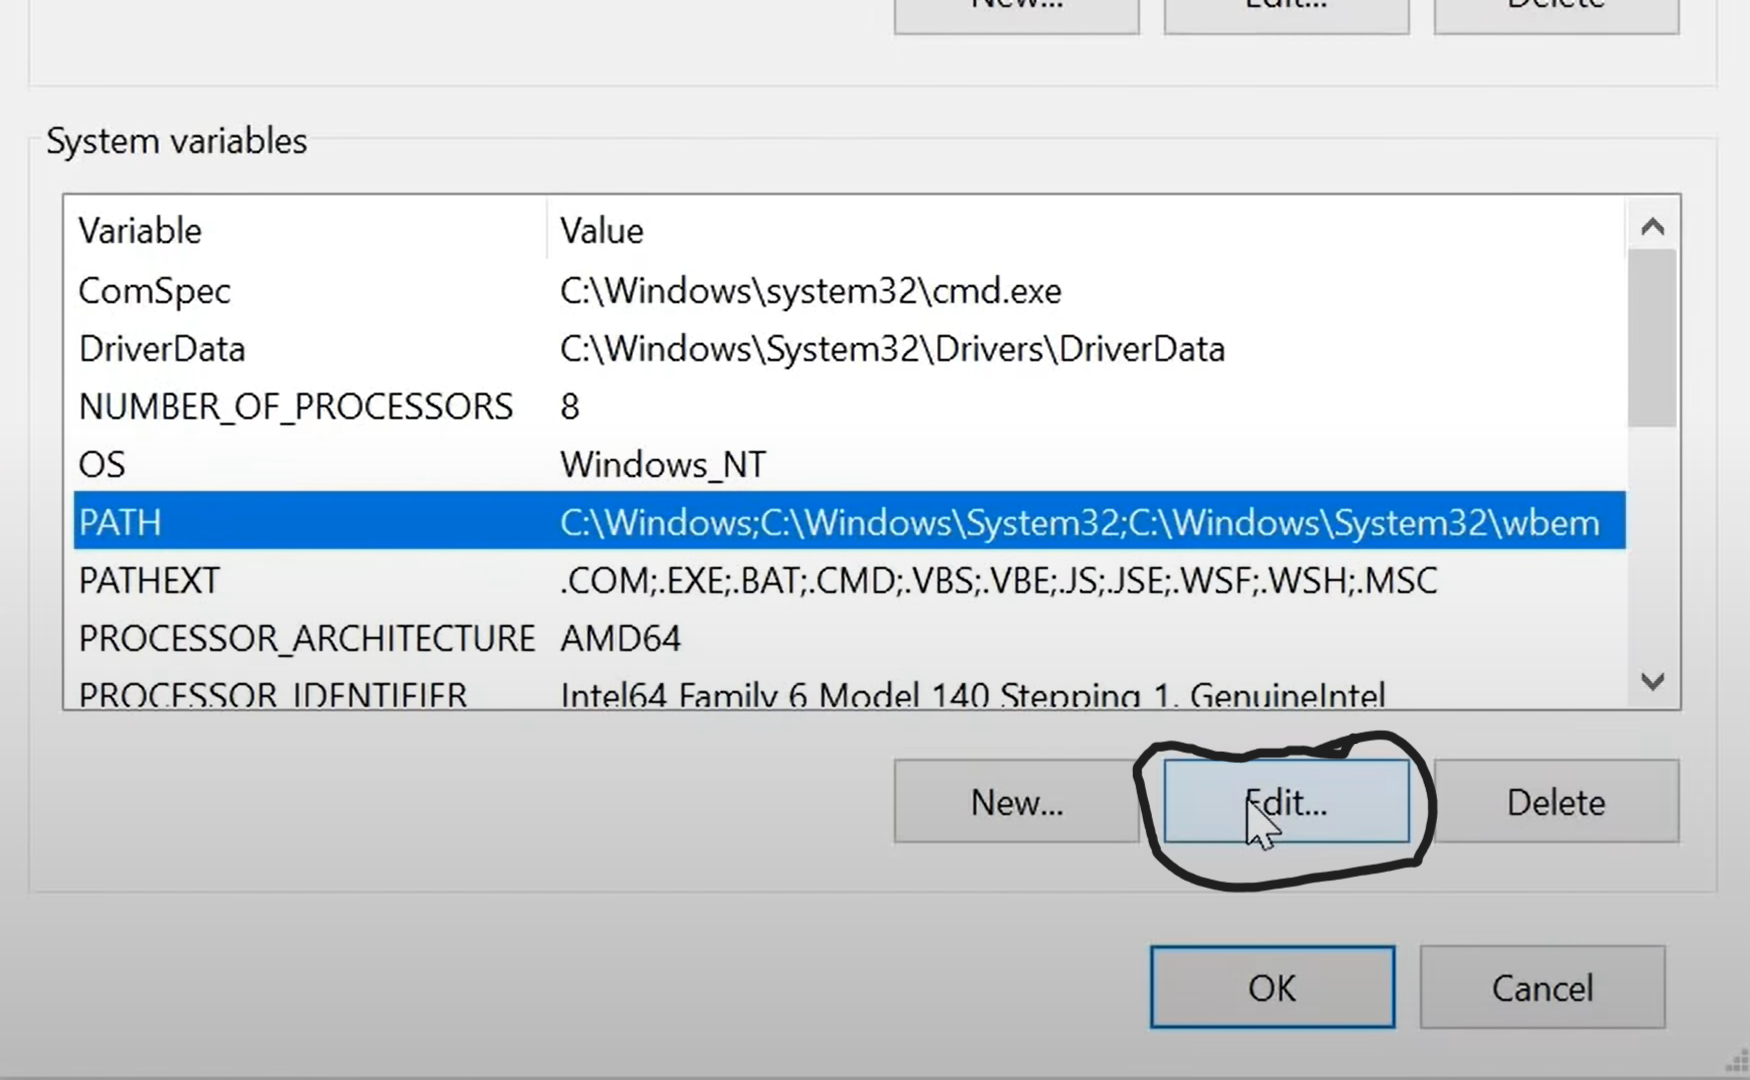 New... Edit... Delete
System variables
Variable Value
ComSpec C:\Windows\system32\cmd.exe
DriverData C:\Windows\System32\Drivers\DriverData
NUMBER_OF_PROCESSORS 8
OS Windows_NT
PATH C:\Windows;C:\Windows\System32;C:\Windows\System32\wbem
PATHEXT .COM;.EXE;.BAT;.CMD;.VBS;.VBE;.JS;.JSE;.WSF;.WSH;.MSC
PROCESSOR_ARCHITECTURE AMD64
PROCESSOR_IDENTIFIER Intel64 Family 6 Model 140 Stepping 1, GenuineIntel
New... Edit... Delete
OK Cancel